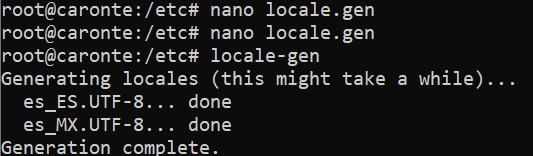 root@caronte:/etc# nano locale.gen
root@caronte:/etc# nano locale.gen
root@caronte:/etc# locale-gen
Generating locales (this might take a while)...
  es_ES.UTF-8... done
  es_MX.UTF-8... done
Generation complete.